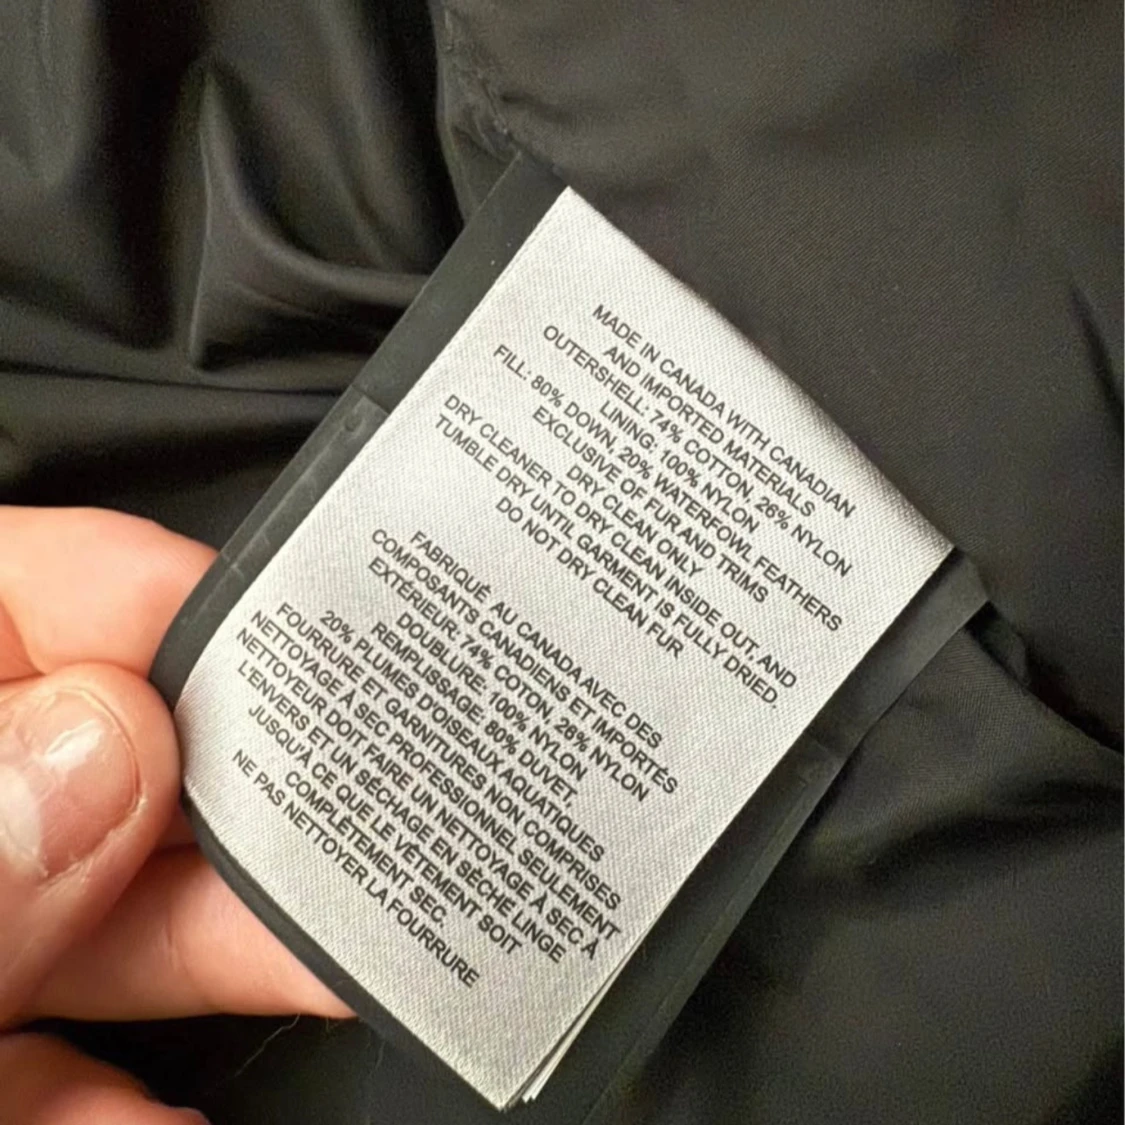 MADE IN CANADA WITH CANADIAN
AND IMPORTED MATERIALS
OUTERSHELL: 74% COTTON, 26% NYLON
LINING: 100% NYLON
FILL: 80% DOWN, 20% WATERFOWL FEATHERS
EXCLUSIVE OF FUR AND TRIMS
DRY CLEAN ONLY
DRY CLEANER TO DRY CLEAN INSIDE OUT, AND
TUMBLE DRY UNTIL GARMENT IS FULLY DRIED.
DO NOT DRY CLEAN FUR
FABRIQUÉ AU CANADA AVEC DES
COMPOSANTS CANADIENS ET IMPORTÉS
EXTÉRIEUR: 74% COTON, 26% NYLON
DOUBLURE: 100% NYLON
REMPLISSAGE: 80% DUVET,
20% PLUMES D'OISEAUX AQUATIQUES
FOURRURE ET GARNITURES NON COMPRISES
NETTOYAGE À SEC PROFESSIONNEL SEULEMENT
NETTOYEUR DOIT FAIRE UN NETTOYAGE À SEC À
L'ENVERS ET UN SÉCHAGE EN SÈCHE LINGE
JUSQU'À CE QUE LE VÊTEMENT SOIT
COMPLÈTEMENT SEC.
NE PAS NETTOYER LA FOURRURE